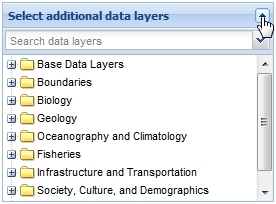 Select additional data layers
Search data layers
Base Data Layers
Boundaries
Biology
Geology
Oceanography and Climatology
Fisheries
Infrastructure and Transportation
Society, Culture, and Demographics